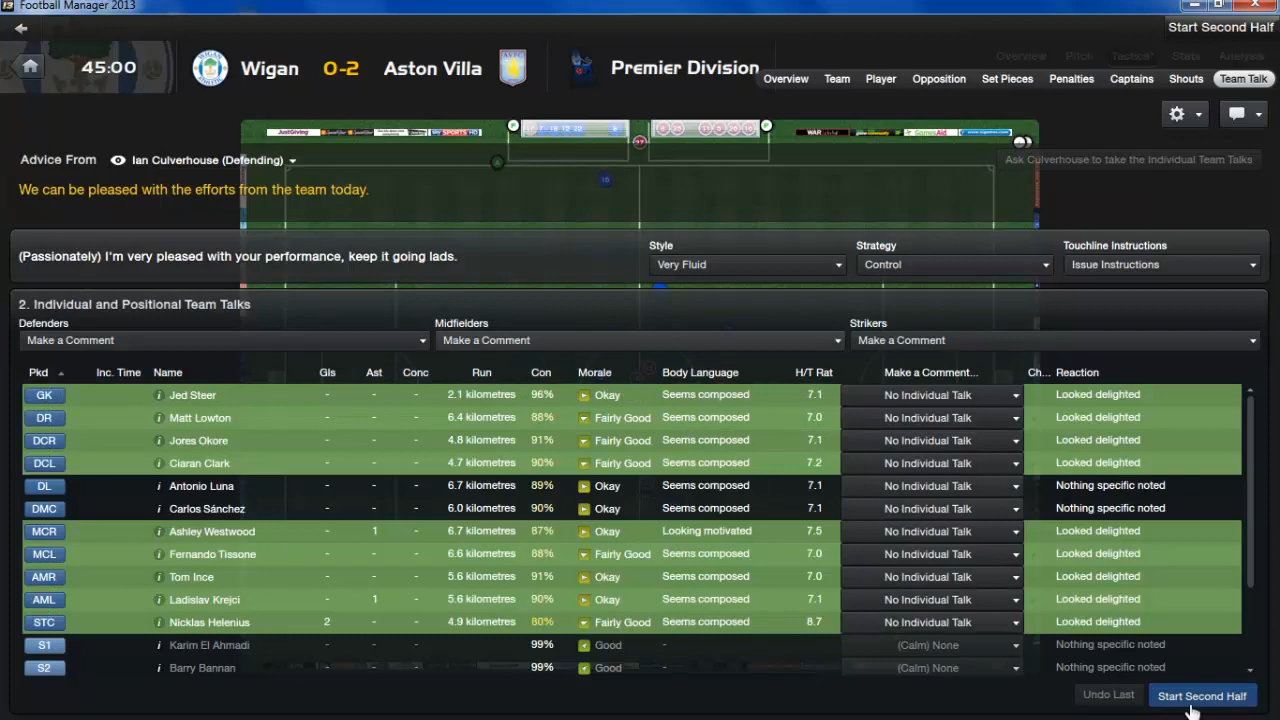 Football Manager 2013
Start Second Half
45:00 Wigan 0-2 Aston Villa Premier Division
Overview Pitch Tactics Stats Analysis
Overview Team Player Opposition Set Pieces Penalties Captains Shouts Team Talk
Advice From Ian Culverhouse (Defending) Ask Culverhouse to take the Individual Team Talks
We can be pleased with the efforts from the team today.
Style Strategy Touchline Instructions
(Passionately) I'm very pleased with your performance, keep it going lads. Very Fluid Control Issue Instructions
2. Individual and Positional Team Talks
Defenders Midfielders Strikers
Make a Comment Make a Comment Make a Comment
Pkd Inc. Time Name Gls Ast Conc Run Con Morale Body Language H/T Rat Make a Comment... Ch... Reaction
GK i Jed Steer - - - 2.1 kilometres 96% Okay Seems composed 7.1 No Individual Talk Looked delighted
DR i Matt Lowton - - - 6.4 kilometres 88% Fairly Good Seems composed 7.0 No Individual Talk Looked delighted
DCR i Jores Okore - - - 4.8 kilometres 91% Fairly Good Seems composed 7.1 No Individual Talk Looked delighted
DCL i Ciaran Clark - - - 4.7 kilometres 90% Fairly Good Seems composed 7.2 No Individual Talk Looked delighted
DL i Antonio Luna - - - 6.7 kilometres 89% Okay Seems composed 7.1 No Individual Talk Nothing specific noted
DMC i Carlos Sánchez - - - 6.0 kilometres 90% Okay Seems composed 7.1 No Individual Talk Nothing specific noted
MCR i Ashley Westwood - 1 - 6.7 kilometres 87% Okay Looking motivated 7.5 No Individual Talk Looked delighted
MCL i Fernando Tissone - - - 6.6 kilometres 88% Fairly Good Seems composed 7.0 No Individual Talk Looked delighted
AMR i Tom Ince - - - 5.6 kilometres 91% Okay Seems composed 7.0 No Individual Talk Looked delighted
AML i Ladislav Krejci - 1 - 5.6 kilometres 90% Okay Seems composed 7.1 No Individual Talk Looked delighted
STC i Nicklas Helenius 2 - - 4.9 kilometres 80% Fairly Good Seems composed 8.7 No Individual Talk Looked delighted
S1 i Karim El Ahmadi 99% Good - (Calm) None Nothing specific noted
S2 i Barry Bannan 99% Good - (Calm) None Nothing specific noted
Undo Last Start Second Half